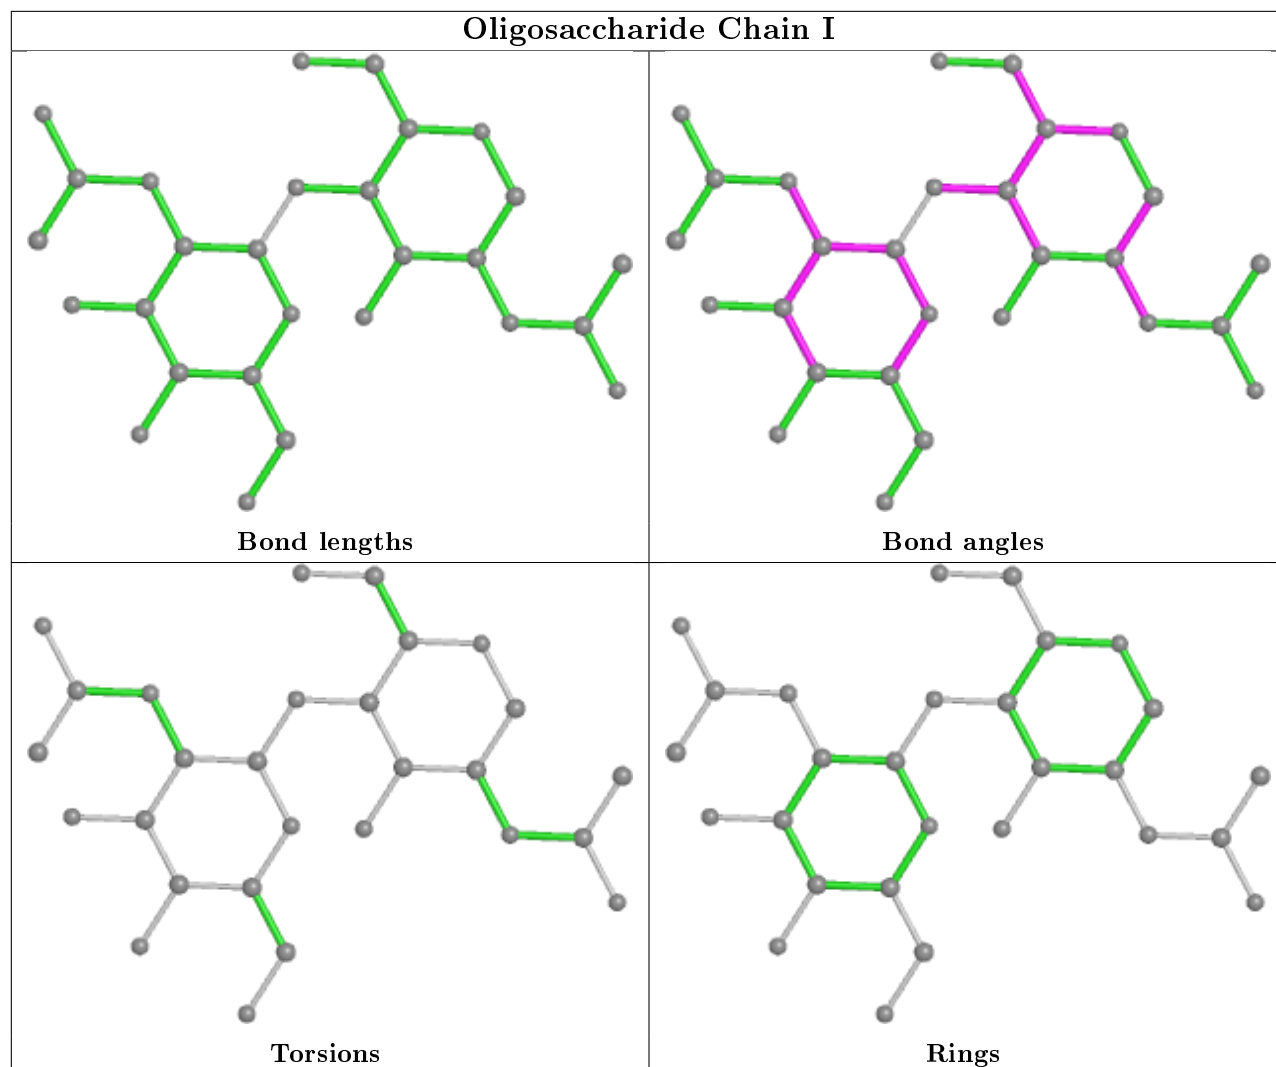 Oligosaccharide Chain I
Bond lengths
Bond angles
Torsions
Rings